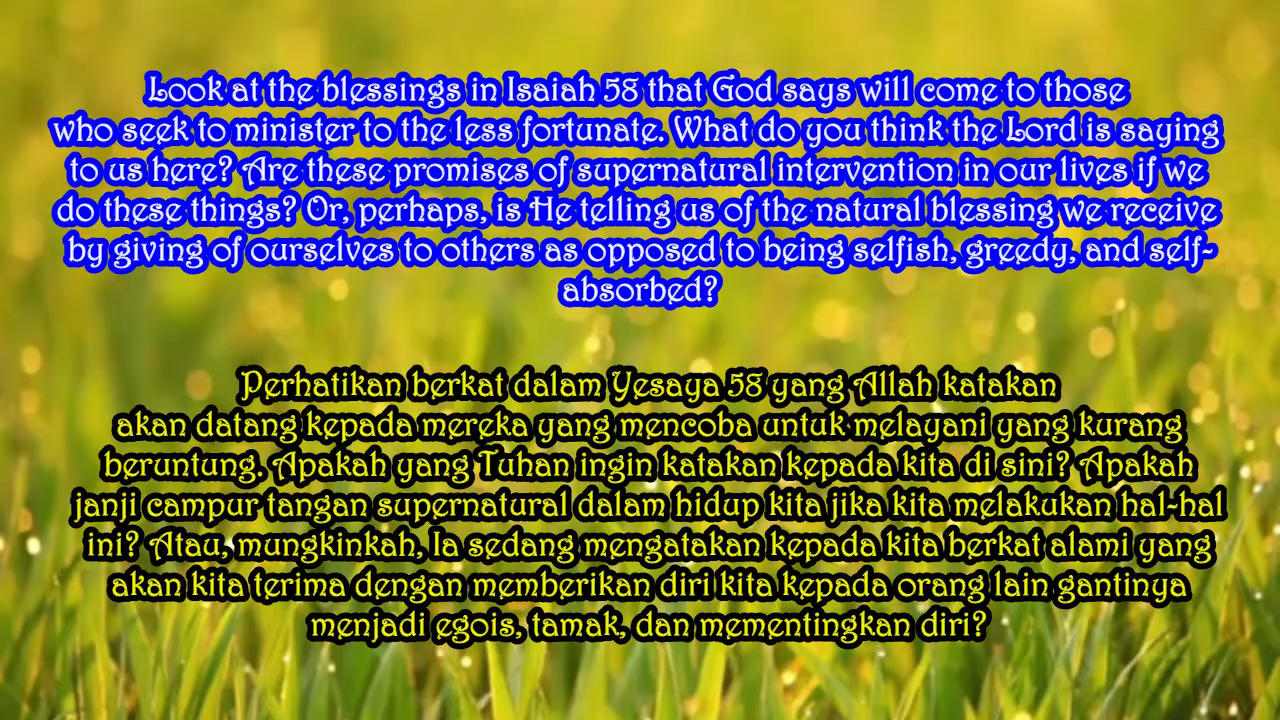 Look at the blessings in Isaiah 58 that God says will come to those
who seek to minister to the less fortunate. What do you think the Lord is saying
to us here? Are these promises of supernatural intervention in our lives if we
do these things? Or, perhaps, is He telling us of the natural blessing we receive
by giving of ourselves to others as opposed to being selfish, greedy, and self-
absorbed?
Perhatikan berkat dalam Yesaya 58 yang Allah katakan
akan datang kepada mereka yang mencoba untuk melayani yang kurang
beruntung. Apakah yang Tuhan ingin katakan kepada kita di sini? Apakah
janji campur tangan supernatural dalam hidup kita jika kita melakukan hal-hal
ini? Atau, mungkinkah, Ia sedang mengatakan kepada kita berkat alami yang
akan kita terima dengan memberikan diri kita kepada orang lain gantinya
menjadi egois, tamak, dan mementingkan diri?